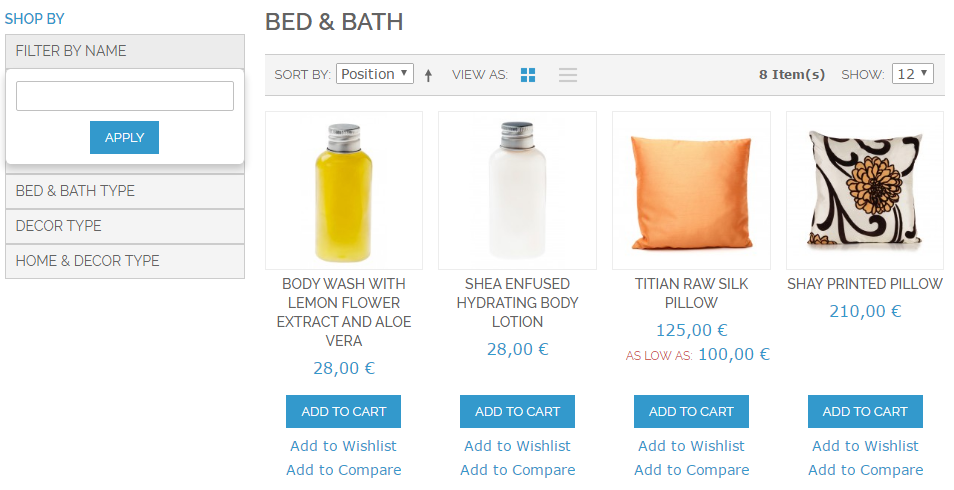 SHOP BY
FILTER BY NAME
APPLY
BED & BATH TYPE
DECOR TYPE
HOME & DECOR TYPE
BED & BATH
SORT BY: Position VIEW AS: 8 Item(s) SHOW: 12
BODY WASH WITH
LEMON FLOWER
EXTRACT AND ALOE
VERA
28,00 €
ADD TO CART
Add to Wishlist
Add to Compare
SHEA ENFUSED
HYDRATING BODY
LOTION
28,00 €
ADD TO CART
Add to Wishlist
Add to Compare
TITIAN RAW SILK
PILLOW
125,00 €
AS LOW AS: 100,00 €
ADD TO CART
Add to Wishlist
Add to Compare
SHAY PRINTED PILLOW
210,00 €
ADD TO CART
Add to Wishlist
Add to Compare